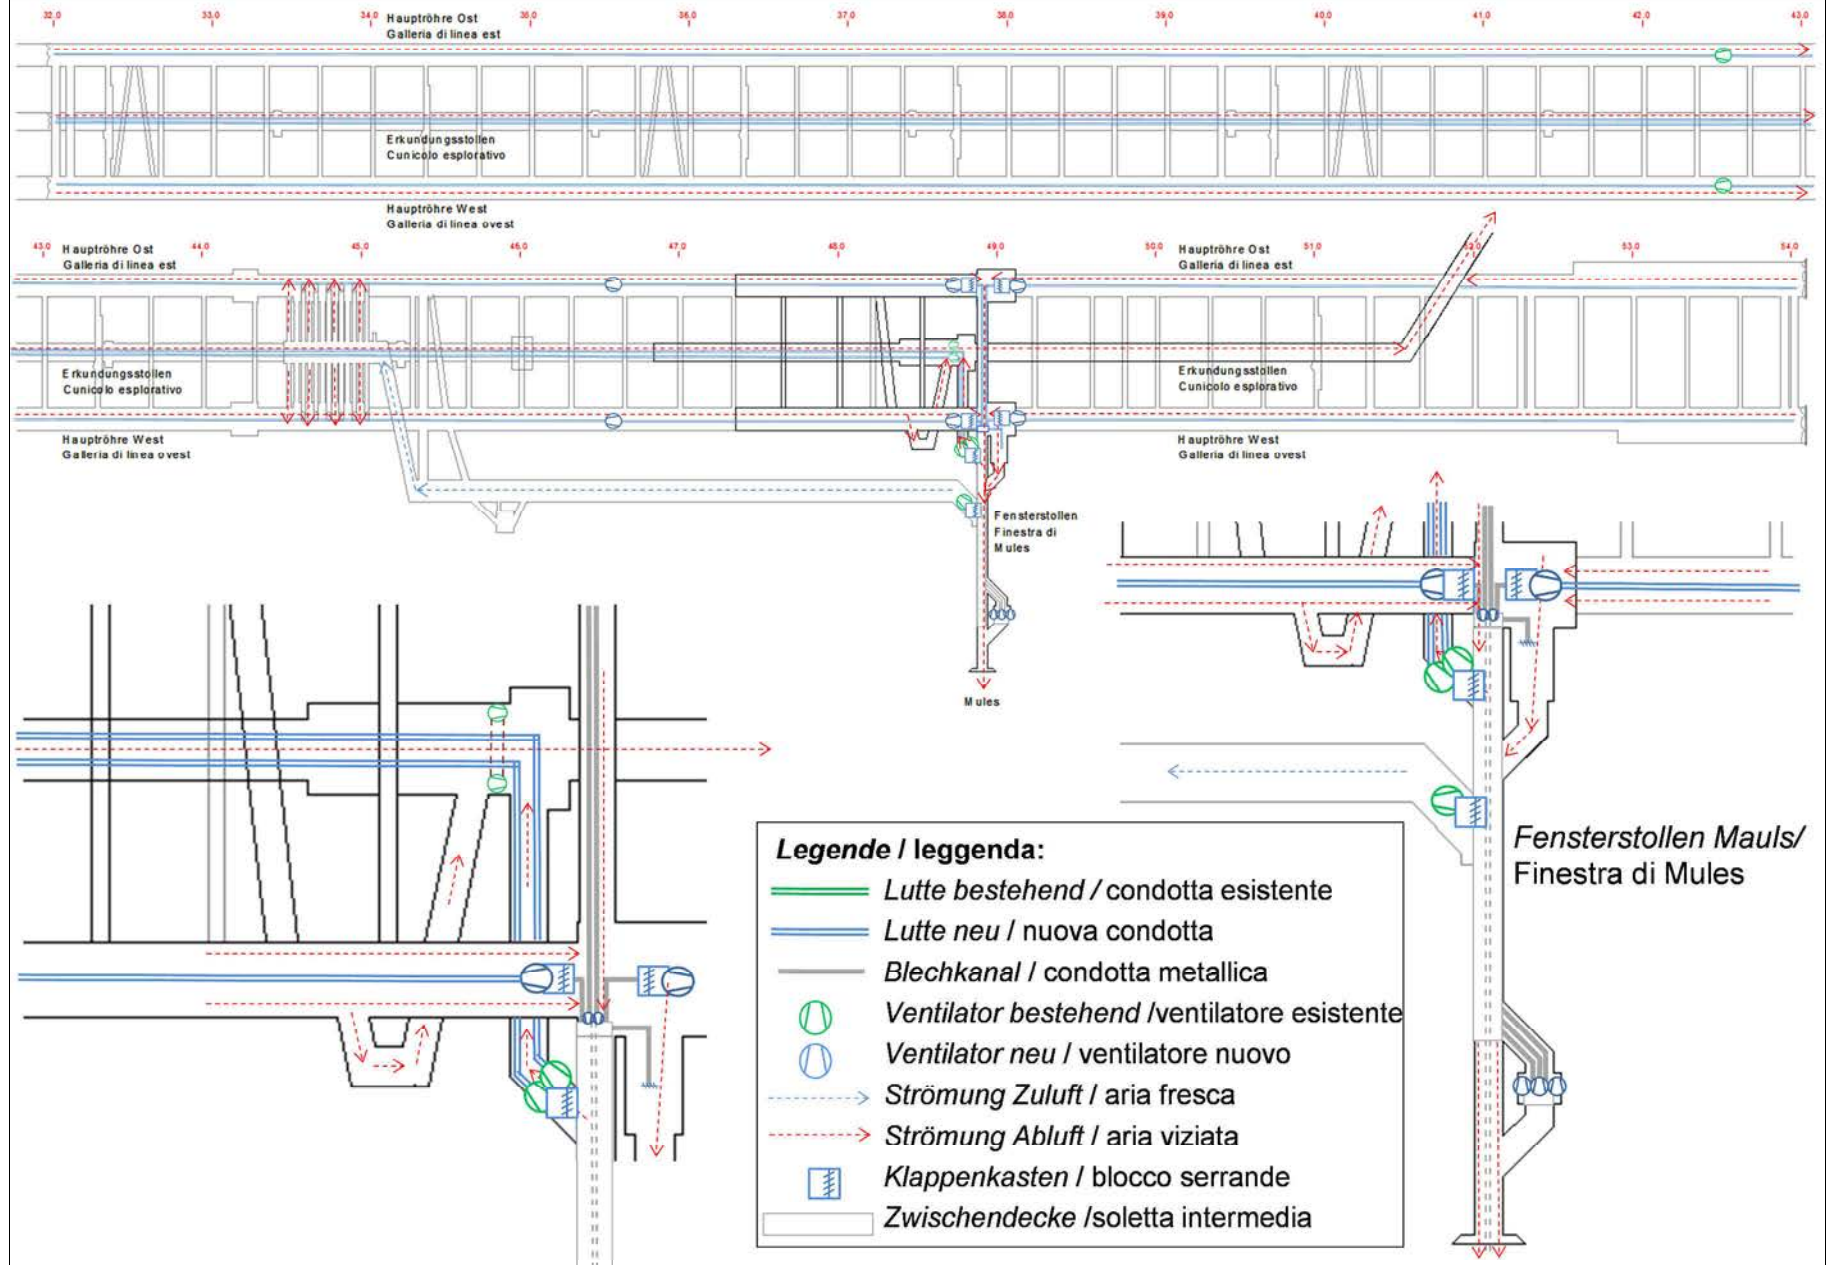 32.0 33.0 34.0 35.0 36.0 37.0 38.0 39.0 40.0 41.0 42.0 43.0
Hauptröhre Ost
Galleria di linea est
Erkundungsstollen
Cunicolo esplorativo
Hauptröhre West
Galleria di linea ovest
43.0 44.0 45.0 46.0 47.0 48.0 49.0 50.0 51.0 52.0 53.0 54.0
Hauptröhre Ost
Galleria di linea est
Hauptröhre Ost
Galleria di linea est
Erkundungsstollen
Cunicolo esplorativo
Erkundungsstollen
Cunicolo esplorativo
Hauptröhre West
Galleria di linea ovest
Hauptröhre West
Galleria di linea ovest
Fensterstollen
Finestra di
Mules
Mules
Fensterstollen Mauls/
Finestra di Mules
Legende / leggenda:
Lutte bestehend / condotta esistente
Lutte neu / nuova condotta
Blechkanal / condotta metallica
Ventilator bestehend /ventilatore esistente
Ventilator neu / ventilatore nuovo
Strömung Zuluft / aria fresca
Strömung Abluft / aria viziata
Klappenkasten / blocco serrande
Zwischendecke /soletta intermedia